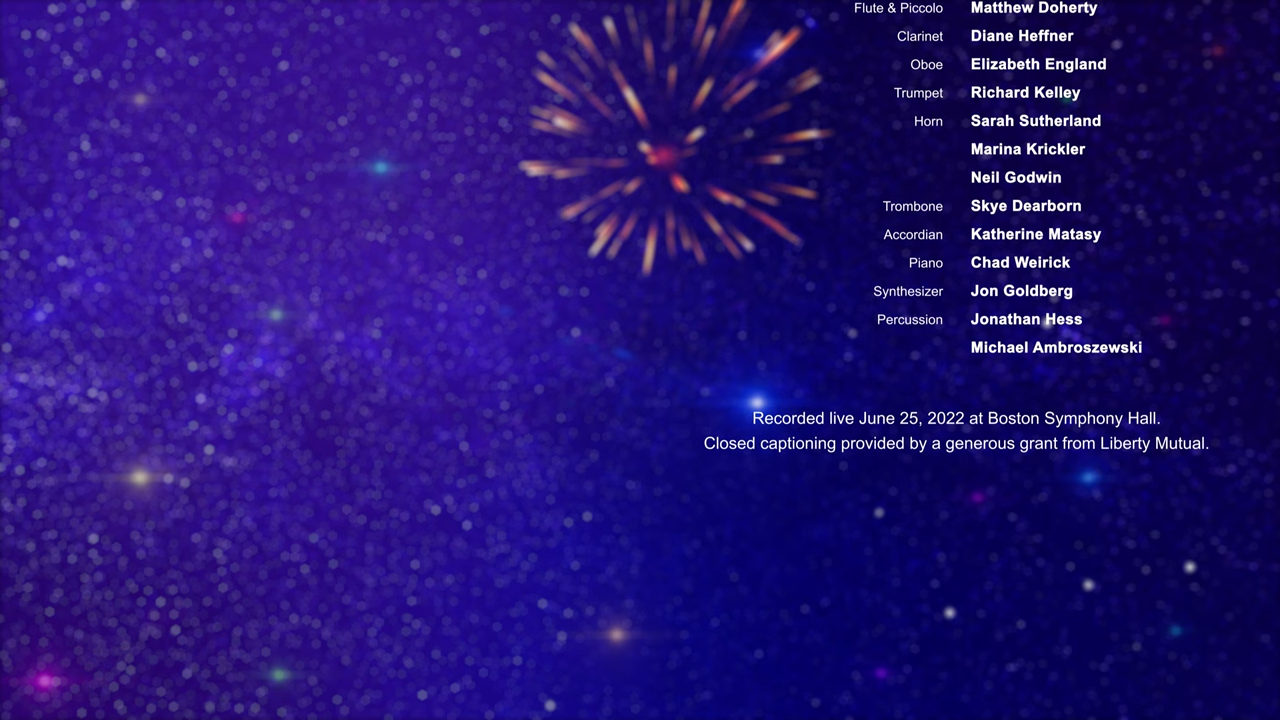 Flute & Piccolo Matthew Doherty
Clarinet Diane Heffner
Oboe Elizabeth England
Trumpet Richard Kelley
Horn Sarah Sutherland
Marina Krickler
Neil Godwin
Trombone Skye Dearborn
Accordian Katherine Matasy
Piano Chad Weirick
Synthesizer Jon Goldberg
Percussion Jonathan Hess
Michael Ambroszewski
Recorded live June 25, 2022 at Boston Symphony Hall.
Closed captioning provided by a generous grant from Liberty Mutual.